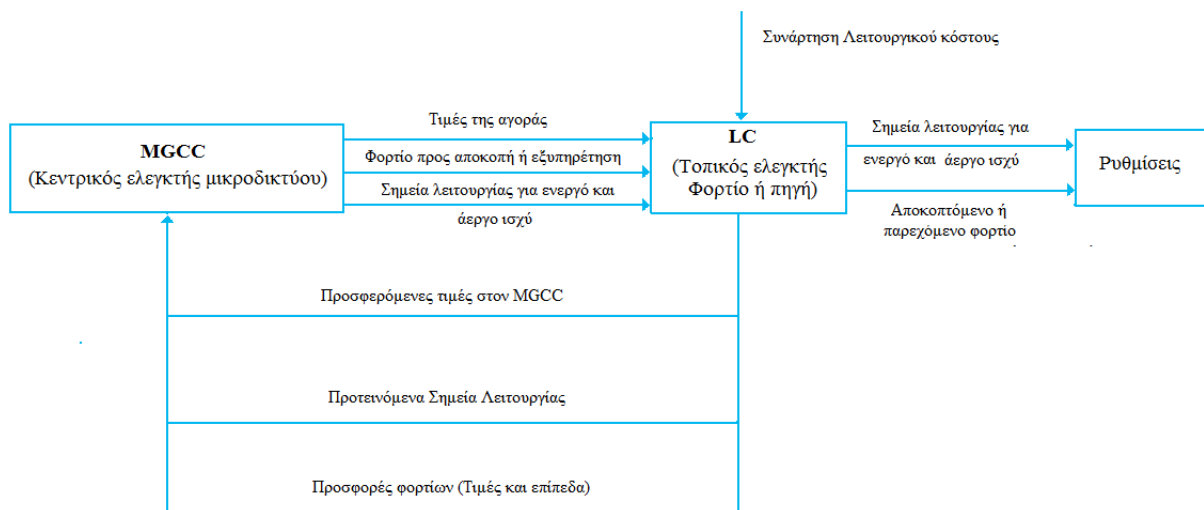 Συνάρτηση Λειτουργικού κόστους
MGCC
(Κεντρικός ελεγκτής μικροδικτύου)
Τιμές της αγοράς
Φορτίο προς αποκοπή ή εξυπηρέτηση
Σημεία λειτουργίας για ενεργό και
άεργο ισχύ
LC
(Τοπικός ελεγκτής
Φορτίο ή πηγή)
Σημεία λειτουργίας για
ενεργό και άεργο ισχύ
Αποκοπτόμενο ή
παρεχόμενο φορτίο
Ρυθμίσεις
Προσφερόμενες τιμές στον MGCC
Προτεινόμενα Σημεία Λειτουργίας
Προσφορές φορτίων (Τιμές και επίπεδα)